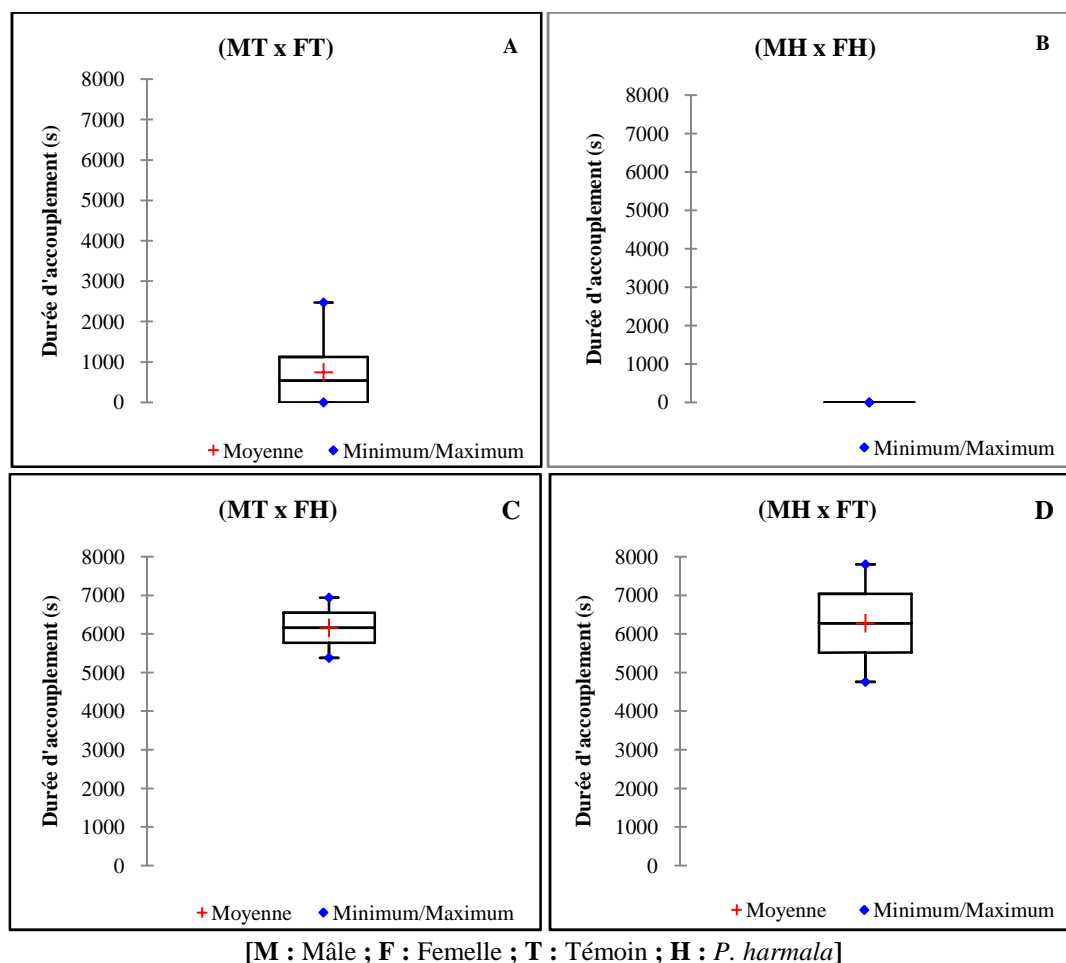 (MT x FT)
A
Durée d'accouplement (s)
8000
7000
6000
5000
4000
3000
2000
1000
0
Moyenne
Minimum/Maximum
(MH x FH)
B
Durée d'accouplement (s)
8000
7000
6000
5000
4000
3000
2000
1000
0
Minimum/Maximum
(MT x FH)
C
Durée d'accouplement (s)
8000
7000
6000
5000
4000
3000
2000
1000
0
Moyenne
Minimum/Maximum
(MH x FT)
D
Durée d'accouplement (s)
8000
7000
6000
5000
4000
3000
2000
1000
0
Moyenne
Minimum/Maximum
[M : Mâle ; F : Femelle ; T : Témoin ; H : P. harmala]